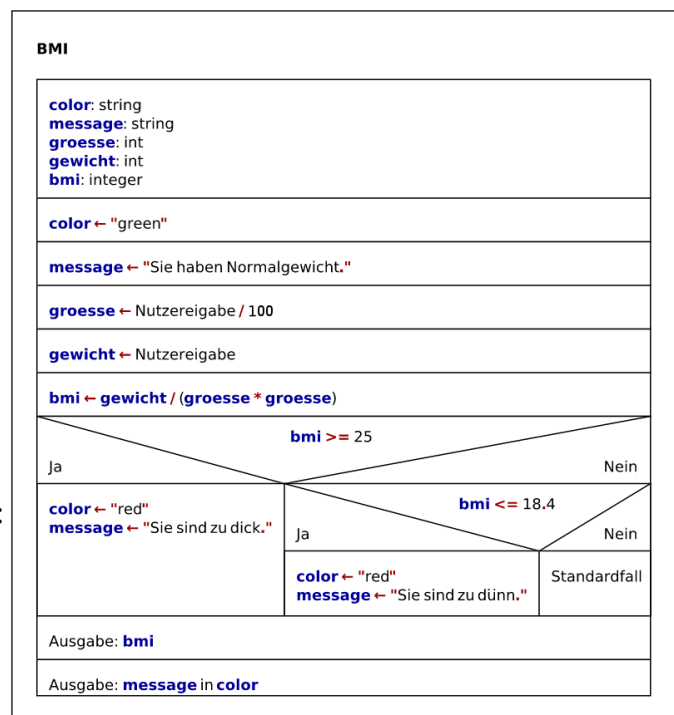 BMI
color: string
message: string
groesse: int
gewicht: int
bmi: integer
color ← "green"
message ← "Sie haben Normalgewicht."
groesse ← Nutzereigabe / 100
gewicht ← Nutzereigabe
bmi ← gewicht / (groesse * groesse)
bmi >= 25
Ja
Nein
color ← "red"
message ← "Sie sind zu dick."
bmi <= 18.4
Ja
Nein
color ← "red"
message ← "Sie sind zu dünn."
Standardfall
Ausgabe: bmi
Ausgabe: message in color